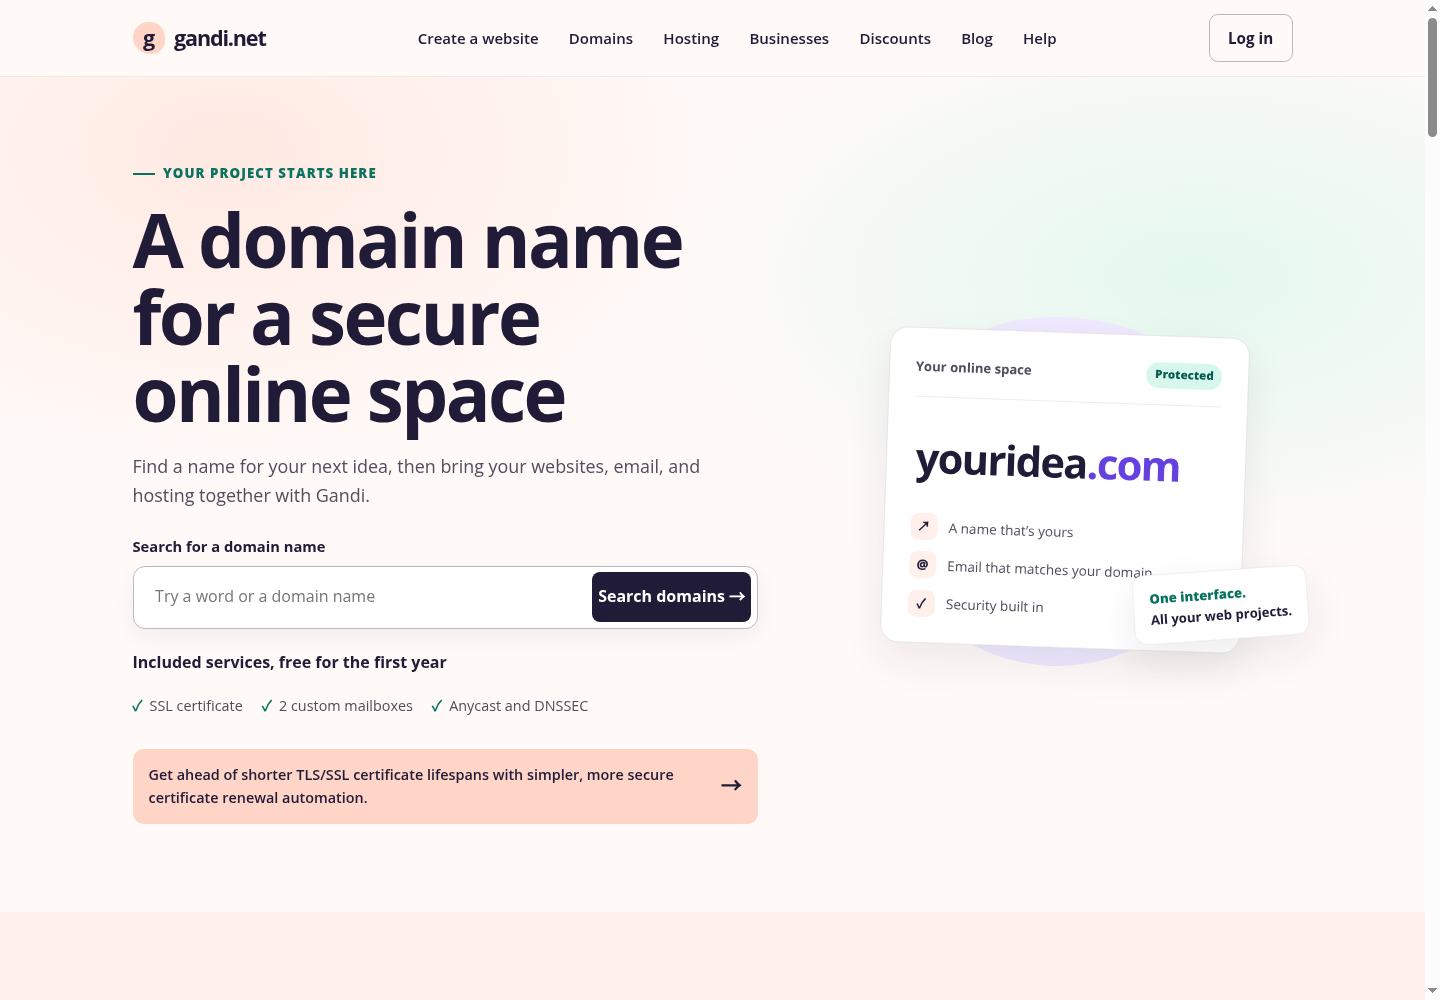 g gandi.net
Create a website
Domains
Hosting
Businesses
Discounts
Blog
Help
Log in
YOUR PROJECT STARTS HERE
A domain name
for a secure
online space
Find a name for your next idea, then bring your websites, email, and
hosting together with Gandi.
Search for a domain name
Try a word or a domain name
Search domains →
Included services, free for the first year
✓ SSL certificate
✓ 2 custom mailboxes
✓ Anycast and DNSSEC
Get ahead of shorter TLS/SSL certificate lifespans with simpler, more secure
certificate renewal automation.
→
Your online space
Protected
youridea.com
↗ A name that’s yours
@ Email that matches your domain
✓ Security built in
One interface.
All your web projects.